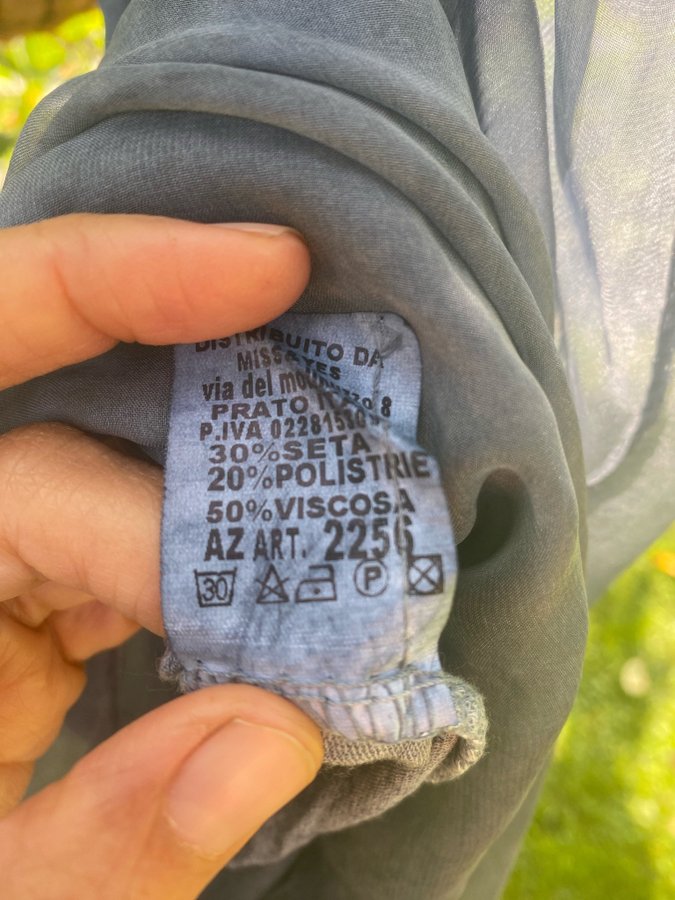 DISTRIBUITO DA
via del
PRATO
P.IVA
30%SETA
20%POLISTRIE
50%VISCOSA
AZ ART. 2256
30 P